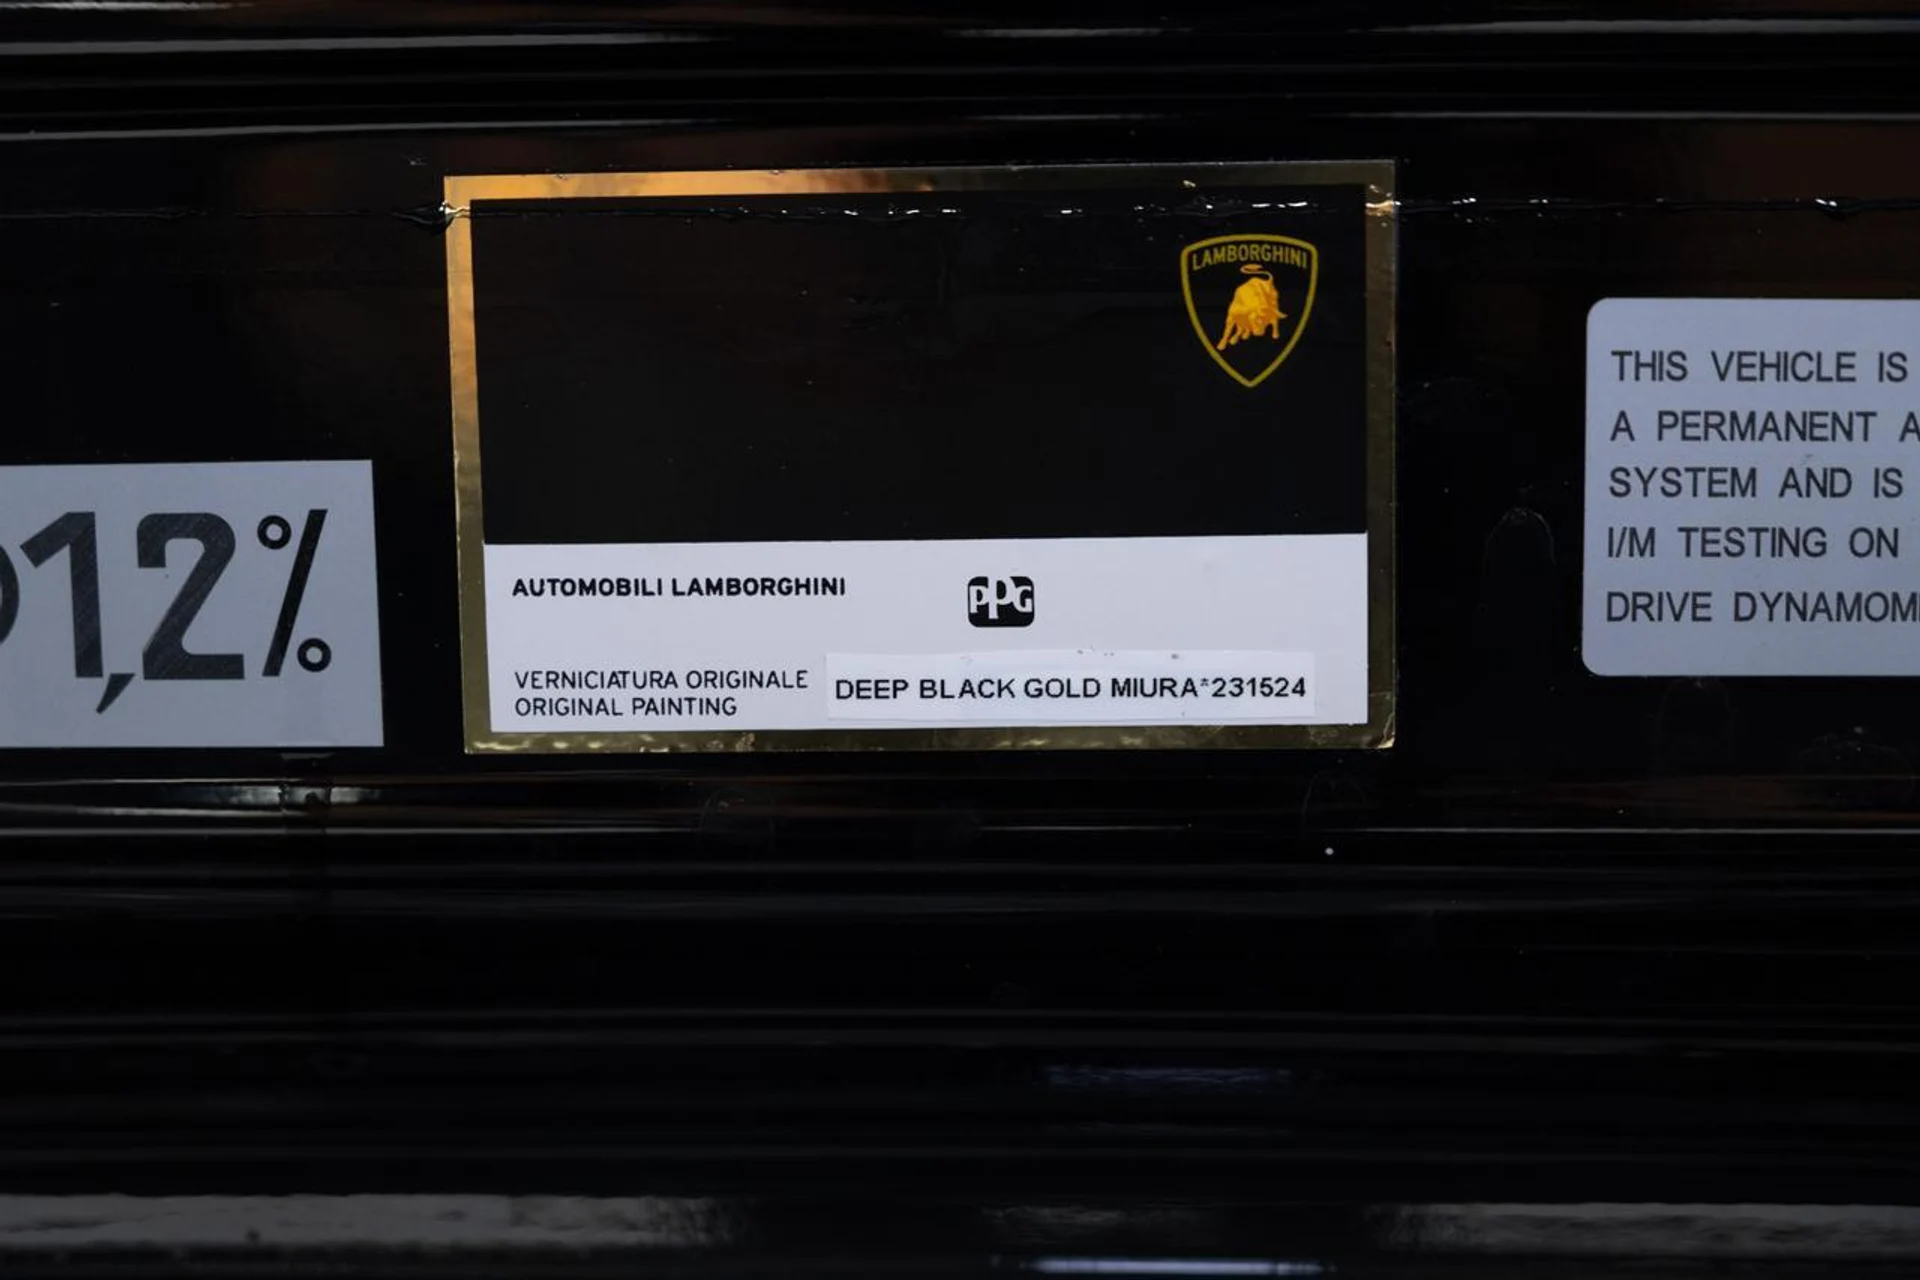 LAMBORGHINI
1,2%
AUTOMOBILI LAMBORGHINI
PPG
VERNICIATURA ORIGINALE
ORIGINAL PAINTING
DEEP BLACK GOLD MIURA*231524
THIS VEHICLE IS
A PERMANENT A
SYSTEM AND IS
I/M TESTING ON
DRIVE DYNAMOM